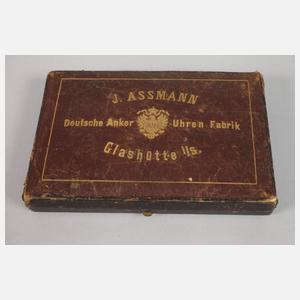 J. ASSMANN
Deutsche Anker Uhren Fabrik
Glashütte i/s.